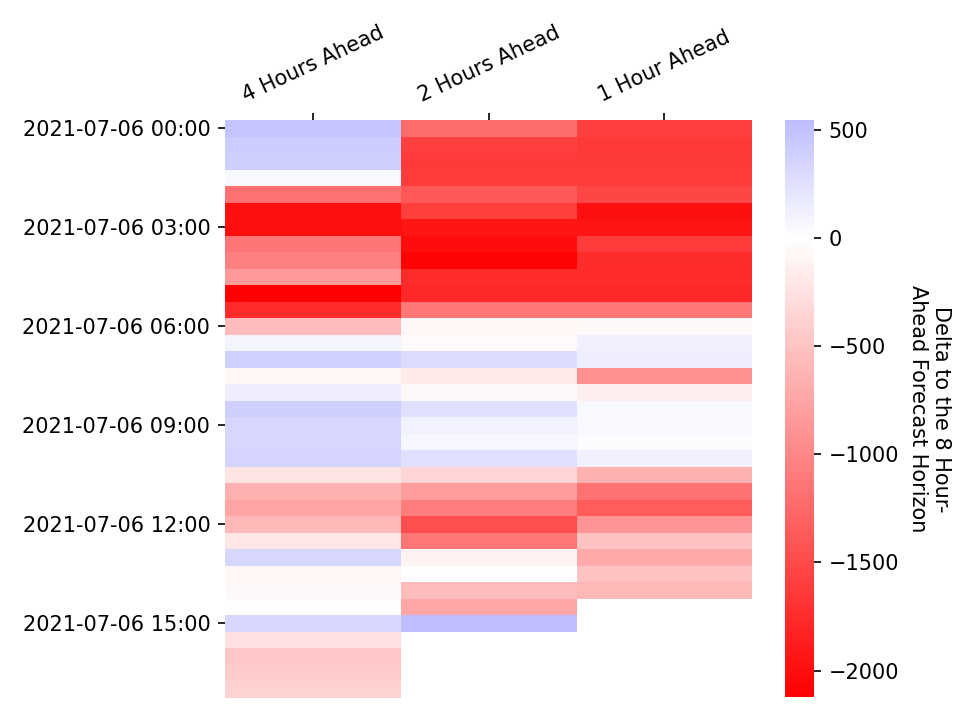 4 Hours Ahead
2 Hours Ahead
1 Hour Ahead
2021-07-06 00:00
2021-07-06 03:00
2021-07-06 06:00
2021-07-06 09:00
2021-07-06 12:00
2021-07-06 15:00
500
0
−500
−1000
−1500
−2000
Delta to the 8 Hour-
Ahead Forecast Horizon